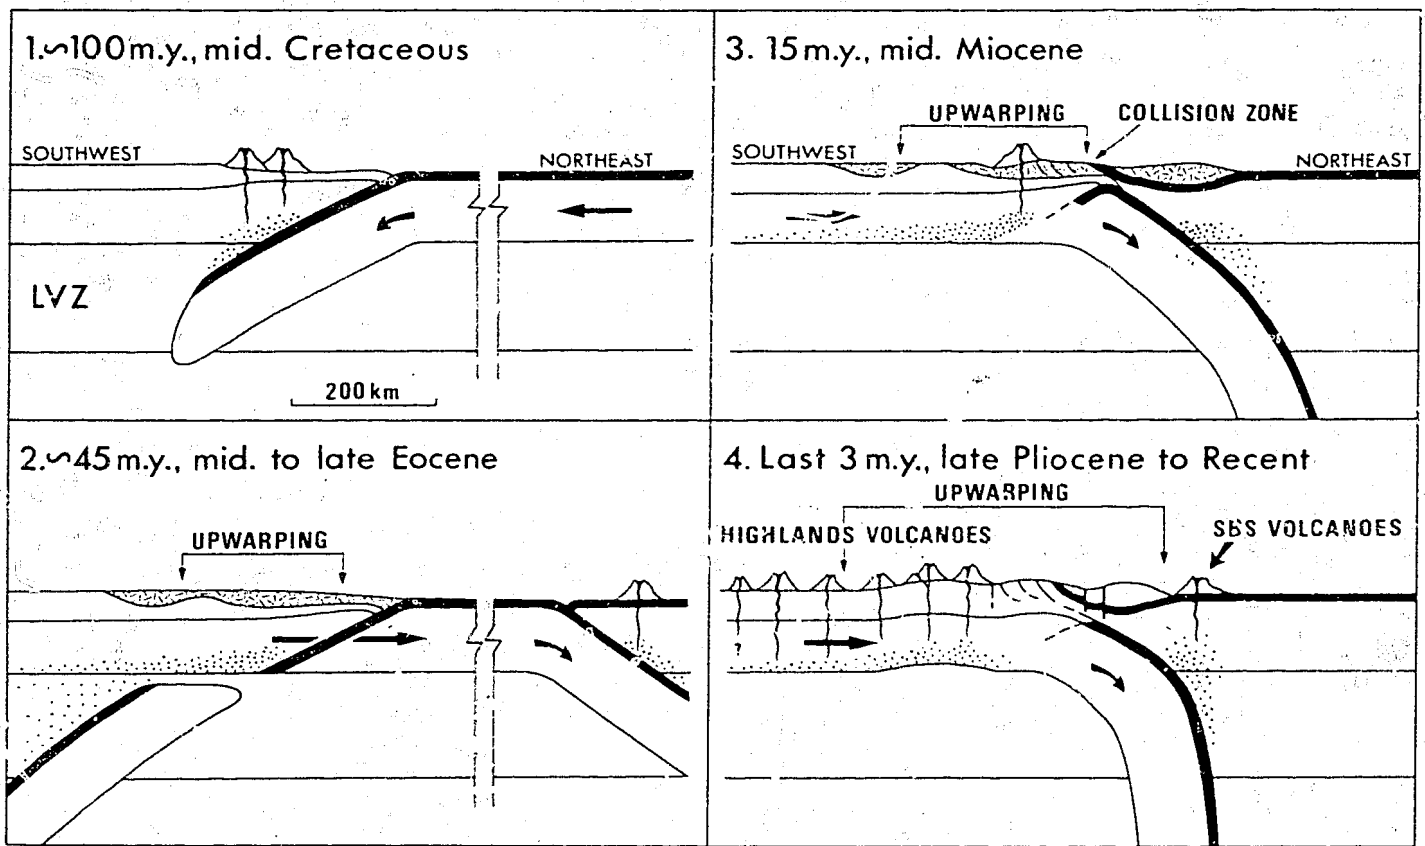 1.~100m.y., mid. Cretaceous
SOUTHWEST
NORTHEAST
LVZ
200 km
2.~45m.y., mid. to late Eocene
UPWARPING
3. 15m.y., mid. Miocene
UPWARPING
COLLISION ZONE
SOUTHWEST
NORTHEAST
4. Last 3m.y., late Pliocene to Recent
UPWARPING
HIGHLANDS VOLCANOES
SBS VOLCANOES
?